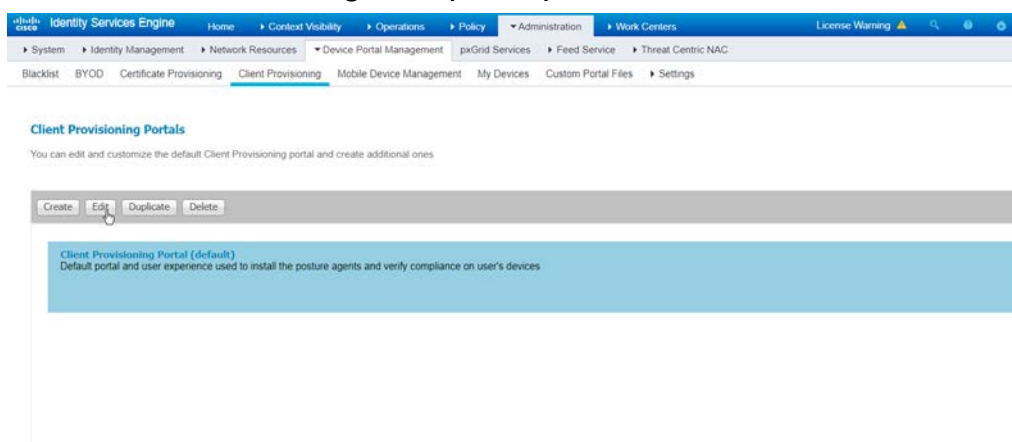 cisco Identity Services Engine Home Context Visibility Operations Policy Administration Work Centers License Warning
System Identity Management Network Resources Device Portal Management pxGrid Services Feed Service Threat Centric NAC
Blacklist BYOD Certificate Provisioning Client Provisioning Mobile Device Management My Devices Custom Portal Files Settings
Client Provisioning Portals
You can edit and customize the default Client Provisioning portal and create additional ones
Create Edit Duplicate Delete
Client Provisioning Portal (default)
Default portal and user experience used to install the posture agents and verify compliance on user's devices